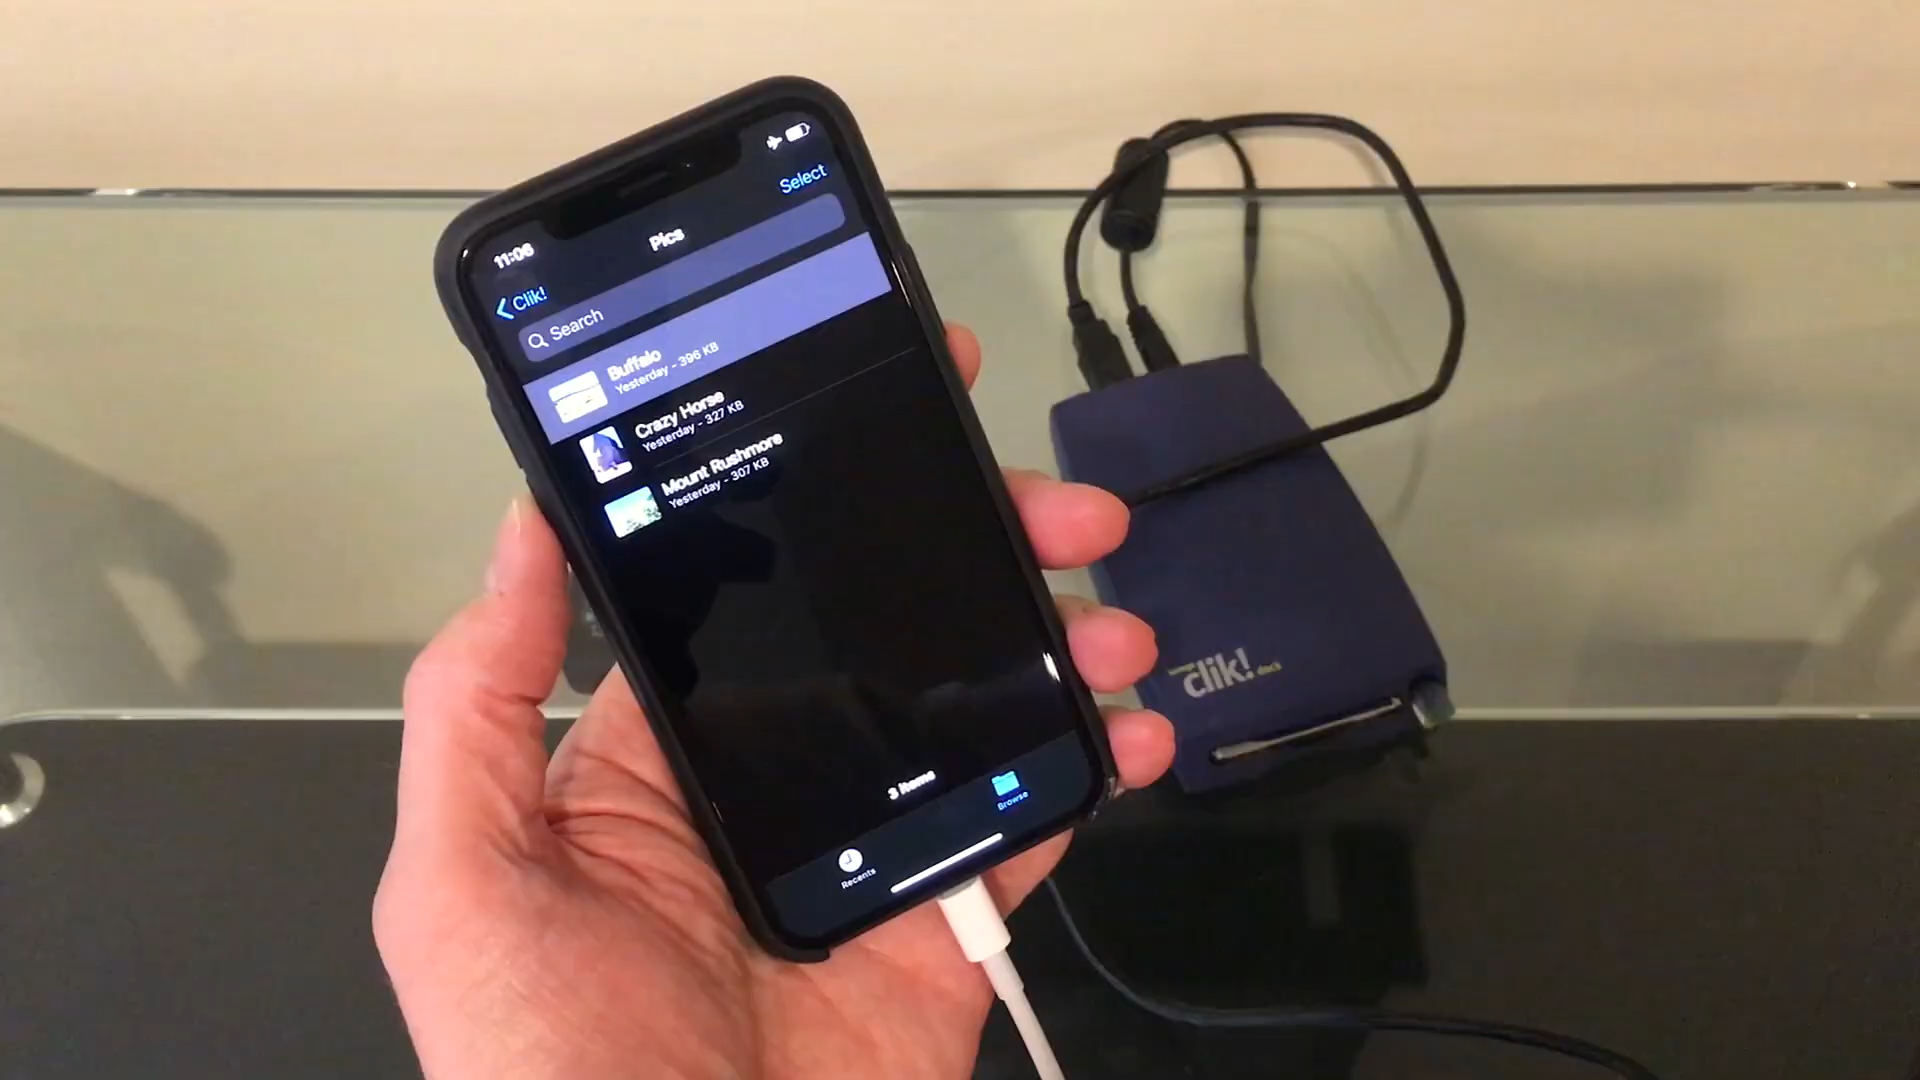 11:06
Select
Clik!
Pics
Search
Buffalo
Yesterday - 396 KB
Crazy Horse
Yesterday - 327 KB
Mount Rushmore
Yesterday - 307 KB
3 items
Recents
Browse
clik! dock